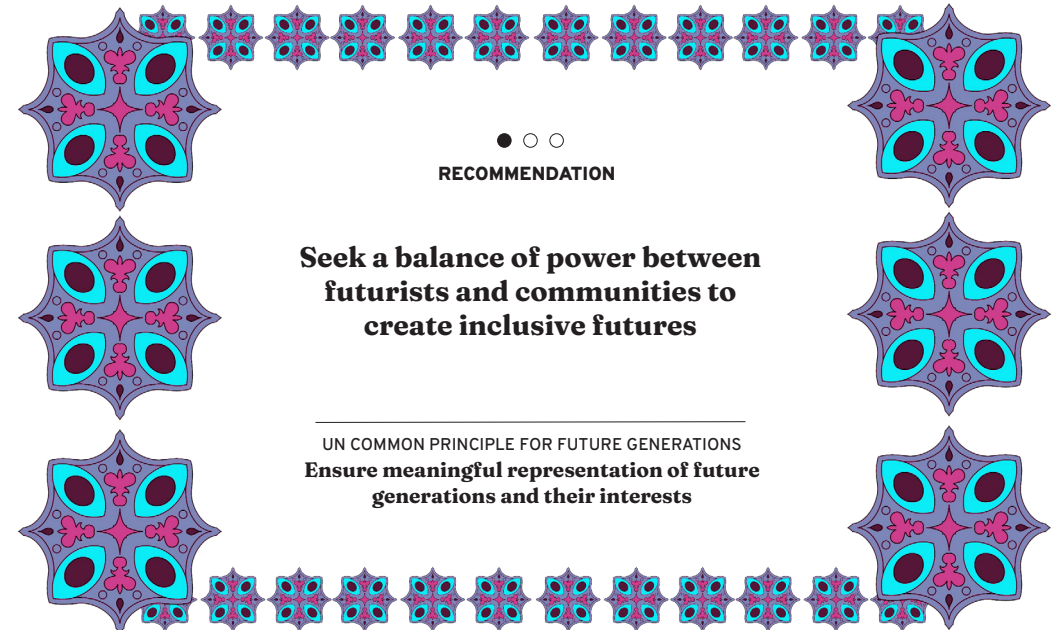 RECOMMENDATION
Seek a balance of power between
futurists and communities to
create inclusive futures
UN COMMON PRINCIPLE FOR FUTURE GENERATIONS
Ensure meaningful representation of future
generations and their interests